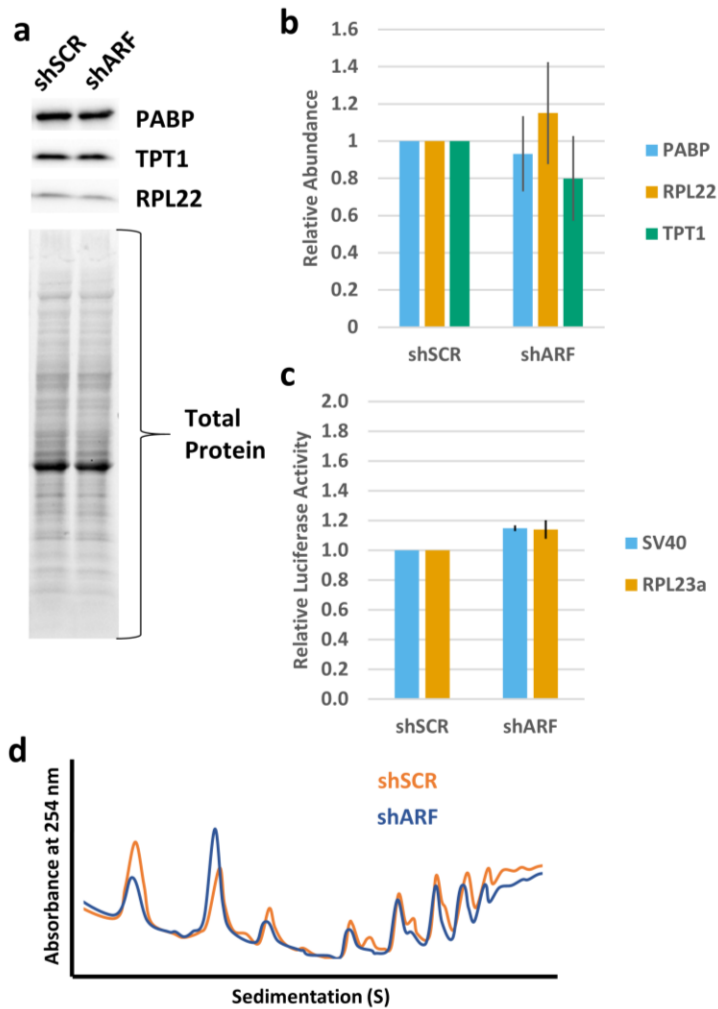 a
shSCR
shARF
PABP
TPT1
RPL22
Total
Protein
b
Relative Abundance
1.6
1.4
1.2
1
0.8
0.6
0.4
0.2
0
shSCR
shARF
PABP
RPL22
TPT1
c
Relative Luciferase Activity
2.0
1.8
1.6
1.4
1.2
1.0
0.8
0.6
0.4
0.2
0.0
shSCR
shARF
SV40
RPL23a
d
Absorbance at 254 nm
shSCR
shARF
Sedimentation (S)